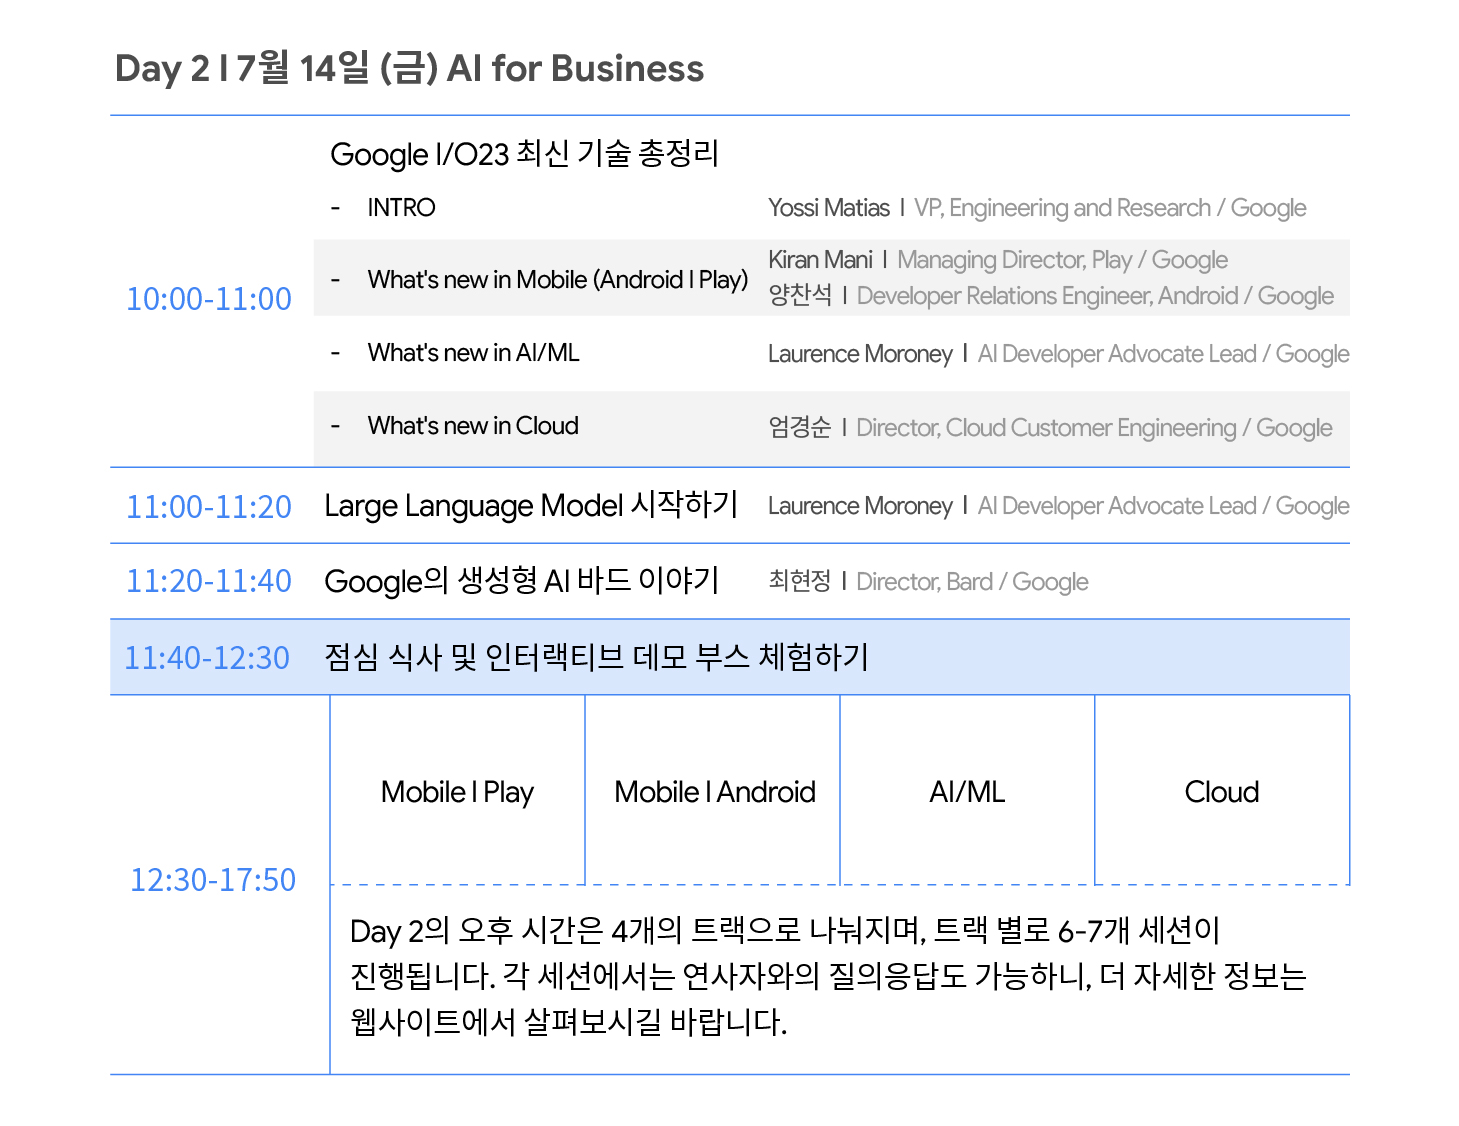 Day 2 I 7월 14일 (금) AI for Business
10:00-11:00
Google I/O23 최신 기술 총정리
- INTRO
Yossi Matias I VP, Engineering and Research / Google
- What's new in Mobile (Android I Play)
Kiran Mani I Managing Director, Play / Google
양찬석 I Developer Relations Engineer, Android / Google
- What's new in AI/ML
Laurence Moroney I AI Developer Advocate Lead / Google
- What's new in Cloud
엄경순 I Director, Cloud Customer Engineering / Google
11:00-11:20
Large Language Model 시작하기
Laurence Moroney I AI Developer Advocate Lead / Google
11:20-11:40
Google의 생성형 AI 바드 이야기
최현정 I Director, Bard / Google
11:40-12:30
점심 식사 및 인터랙티브 데모 부스 체험하기
12:30-17:50
Mobile I Play
Mobile I Android
AI/ML
Cloud
Day 2의 오후 시간은 4개의 트랙으로 나눠지며, 트랙 별로 6-7개 세션이
진행됩니다. 각 세션에서는 연사자와의 질의응답도 가능하니, 더 자세한 정보는
웹사이트에서 살펴보시길 바랍니다.